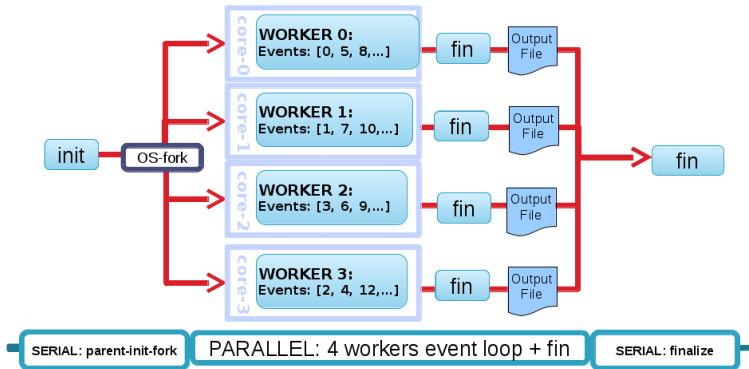 init
OS-fork
core-0
WORKER 0:
Events: [0, 5, 8,...]
fin
Output
File
core-1
WORKER 1:
Events: [1, 7, 10,...]
fin
Output
File
core-2
WORKER 2:
Events: [3, 6, 9,...]
fin
Output
File
core-3
WORKER 3:
Events: [2, 4, 12,...]
fin
Output
File
fin
SERIAL: parent-init-fork
PARALLEL: 4 workers event loop + fin
SERIAL: finalize